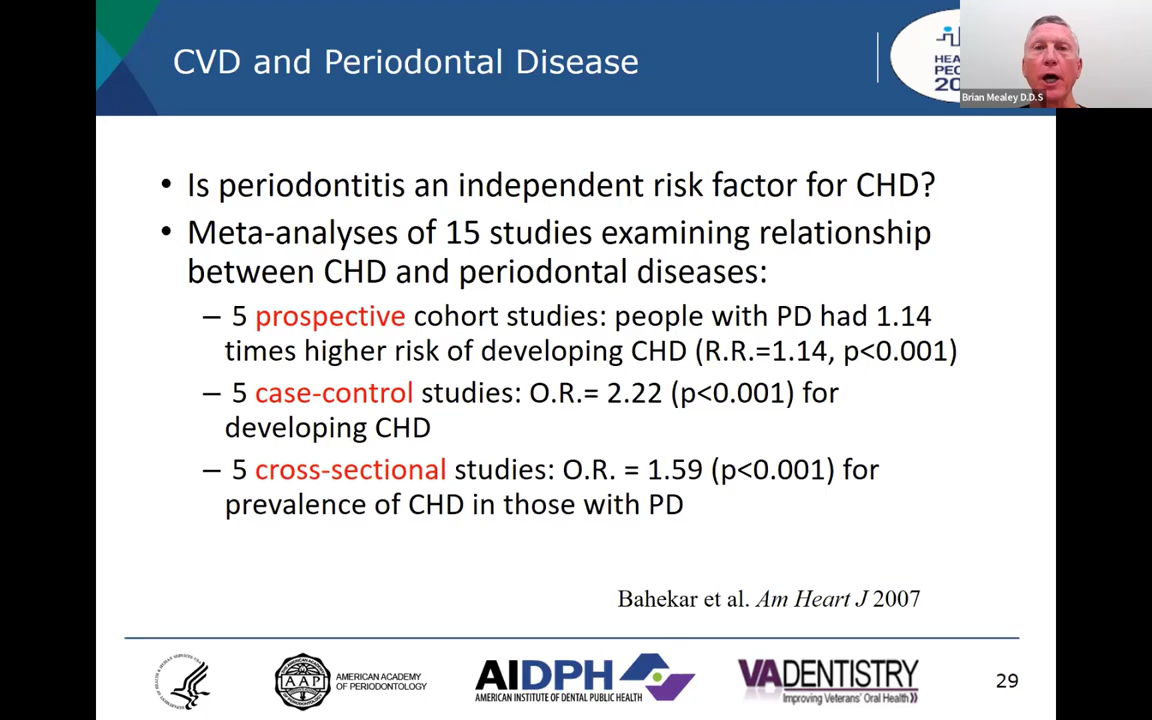 CVD and Periodontal Disease
Brian Mealey D.D.S
• Is periodontitis an independent risk factor for CHD?
• Meta-analyses of 15 studies examining relationship
between CHD and periodontal diseases:
– 5 prospective cohort studies: people with PD had 1.14
times higher risk of developing CHD (R.R.=1.14, p<0.001)
– 5 case-control studies: O.R.= 2.22 (p<0.001) for
developing CHD
– 5 cross-sectional studies: O.R. = 1.59 (p<0.001) for
prevalence of CHD in those with PD
Bahekar et al. Am Heart J 2007
AAP
AMERICAN ACADEMY
OF PERIODONTOLOGY
AIDPH
AMERICAN INSTITUTE OF DENTAL PUBLIC HEALTH
VADENTISTRY
Improving Veterans' Oral Health
29